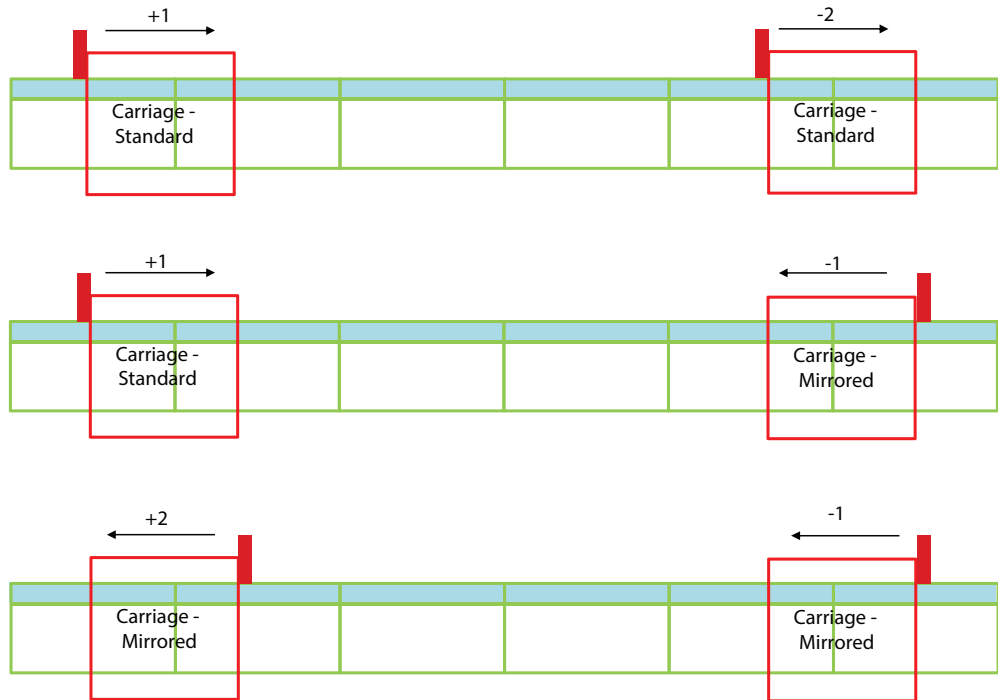 +1
-2
Carriage -
Standard
Carriage -
Standard
+1
-1
Carriage -
Standard
Carriage -
Mirrored
+2
-1
Carriage -
Mirrored
Carriage -
Mirrored